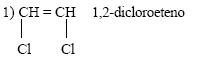 1) CH = CH 1,2-dicloroeteno
Cl Cl